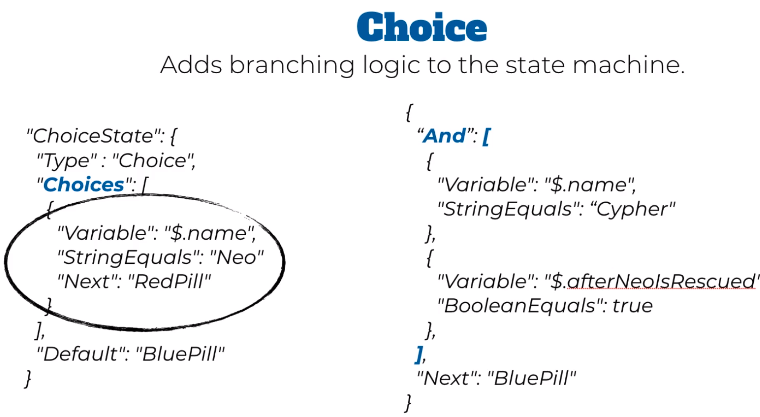 Choice
Adds branching logic to the state machine.
"ChoiceState": {
"Type" : "Choice",
"Choices": [
{
"Variable": "$.name",
"StringEquals": "Neo"
"Next": "RedPill"
}
],
"Default": "BluePill"
}
{
“And”: [
{
"Variable": "$.name",
"StringEquals": “Cypher"
},
{
"Variable": "$.afterNeoIsRescued"
"BooleanEquals": true
},
],
"Next": "BluePill"
}